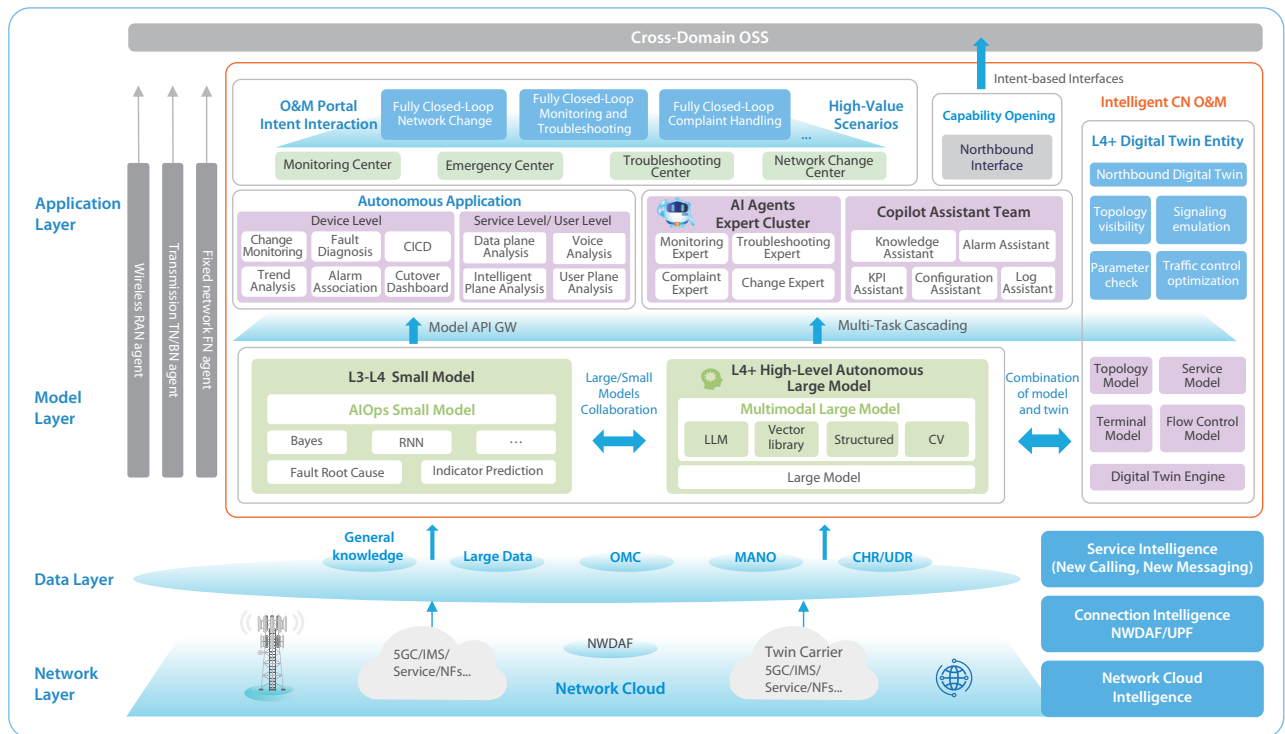 Cross-Domain OSS
Intent-based Interfaces
Application
Layer
Model
Layer
Data Layer
Network
Layer
Wireless RAN agent
Transmission TN/BN agent
Fixed network FN agent
O&M Portal
Intent Interaction
Fully Closed-Loop
Network Change
Fully Closed-Loop
Monitoring and
Troubleshooting
Fully Closed-Loop
Complaint Handling
...
High-Value
Scenarios
Monitoring Center
Emergency Center
Troubleshooting
Center
Network Change
Center
Capability Opening
Northbound
Interface
Intelligent CN O&M
L4+ Digital Twin Entity
Northbound Digital Twin
Topology
visibility
Signaling
emulation
Parameter
check
Traffic control
optimization
Autonomous Application
Device Level
Change
Monitoring
Fault
Diagnosis
CICD
Trend
Analysis
Alarm
Association
Cutover
Dashboard
Service Level/ User Level
Data plane
Analysis
Voice
Analysis
Intelligent
Plane Analysis
User Plane
Analysis
AI Agents
Expert Cluster
Monitoring
Expert
Troubleshooting
Expert
Complaint
Expert
Change Expert
Copilot Assistant Team
Knowledge
Assistant
Alarm Assistant
KPI
Assistant
Configuration
Assistant
Log
Assistant
Model API GW
Multi-Task Cascading
L3-L4 Small Model
AIOps Small Model
Bayes
RNN
...
Fault Root Cause
Indicator Prediction
Large/Small
Models
Collaboration
L4+ High-Level Autonomous
Large Model
Multimodal Large Model
LLM
Vector
library
Structured
CV
Large Model
Combination
of model
and twin
Topology
Model
Service
Model
Terminal
Model
Flow Control
Model
Digital Twin Engine
General
knowledge
Large Data
OMC
MANO
CHR/UDR
5GC/IMS/
Service/NFs...
NWDAF
Network Cloud
Twin Carrier
5GC/IMS/
Service/NFs...
Service Intelligence
(New Calling, New Messaging)
Connection Intelligence
NWDAF/UPF
Network Cloud
Intelligence